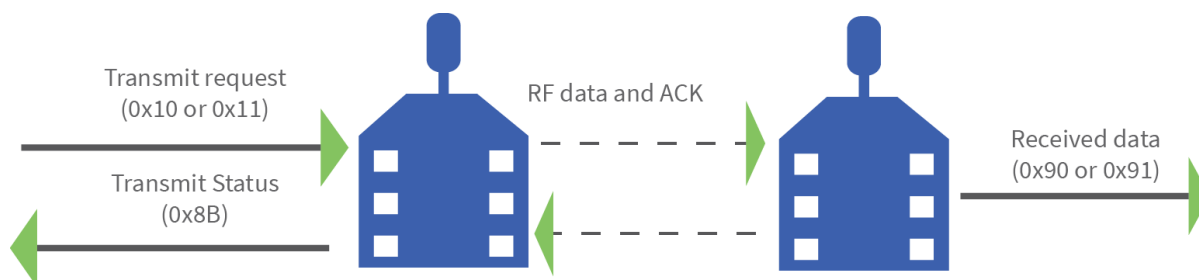 Transmit request
(0x10 or 0x11)
RF data and ACK
Received data
(0x90 or 0x91)
Transmit Status
(0x8B)